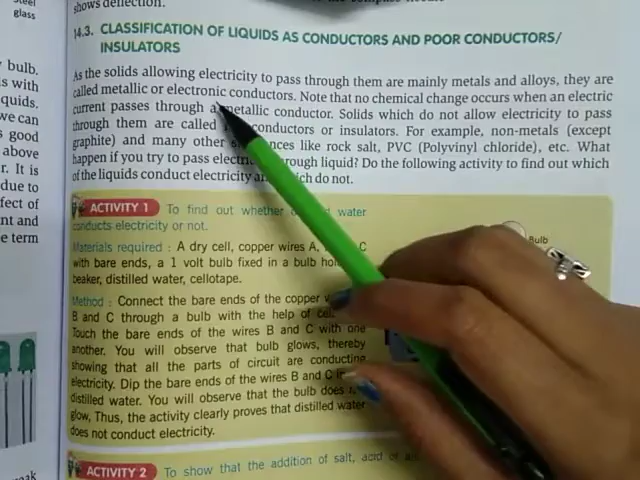 shows deflection.
14.3. CLASSIFICATION OF LIQUIDS AS CONDUCTORS AND POOR CONDUCTORS/
INSULATORS
As the solids allowing electricity to pass through them are mainly metals and alloys, they are
called metallic or electronic conductors. Note that no chemical change occurs when an electric
current passes through a metallic conductor. Solids which do not allow electricity to pass
through them are called conductors or insulators. For example, non-metals (except
graphite) and many other like rock salt, PVC (Polyvinyl chloride), etc. What
happen if you try to pass through liquid? Do the following activity to find out which
of the liquids conduct electricity do not.
ACTIVITY 1 To find out whether water
conducts electricity or not.
Materials required : A dry cell, copper wires A, C
with bare ends, a 1 volt bulb fixed in a bulb
beaker, distilled water, cellotape.
Method : Connect the bare ends of the copper
B and C through a bulb with the help of
Touch the bare ends of the wires B and C with one
another. You will observe that bulb glows, thereby
showing that all the parts of circuit are conducting
electricity. Dip the bare ends of the wires B and C
distilled water. You will observe that the bulb does
glow, Thus, the activity clearly proves that distilled water
does not conduct electricity.
ACTIVITY 2 To show that the addition of salt, acid
Bulb
glass
bulb.
s with
quids.
we can
s good
above
r. It is
due to
fect of
nt and
e term